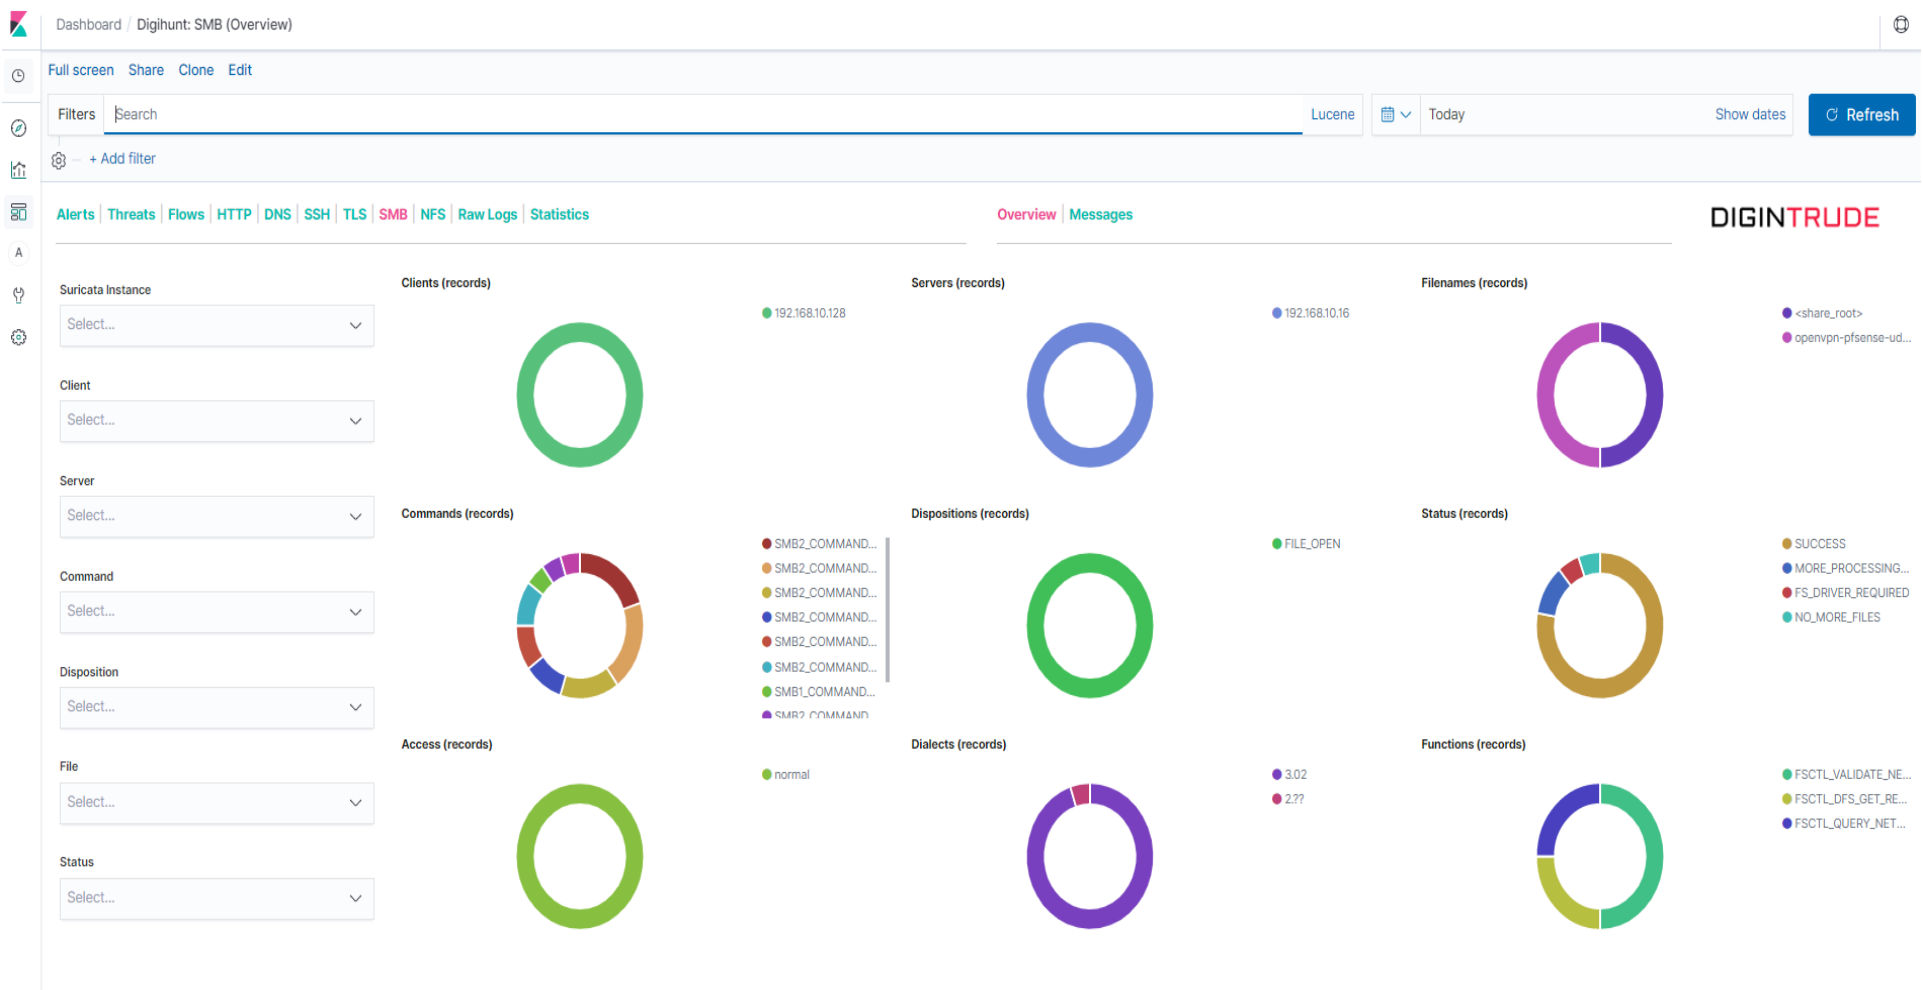 Dashboard / Digihunt: SMB (Overview)
Full screen Share Clone Edit
Filters Search Lucene Today Show dates Refresh
+ Add filter
Alerts | Threats | Flows | HTTP | DNS | SSH | TLS | SMB | NFS | Raw Logs | Statistics
Overview | Messages
DIGINTRUDE
A
Suricata Instance
Select...
Client
Select...
Server
Select...
Command
Select...
Disposition
Select...
File
Select...
Status
Select...
Clients (records)
192.168.10.128
Servers (records)
192.168.10.16
Filenames (records)
<share_root>
openvpn-pfsense-ud...
Commands (records)
SMB2_COMMAND...
SMB2_COMMAND...
SMB2_COMMAND...
SMB2_COMMAND...
SMB2_COMMAND...
SMB2_COMMAND...
SMB1_COMMAND...
SMB2_COMMAND
Dispositions (records)
FILE_OPEN
Status (records)
SUCCESS
MORE_PROCESSING...
FS_DRIVER_REQUIRED
NO_MORE_FILES
Access (records)
normal
Dialects (records)
3.02
2.??
Functions (records)
FSCTL_VALIDATE_NE...
FSCTL_DFS_GET_RE...
FSCTL_QUERY_NET...